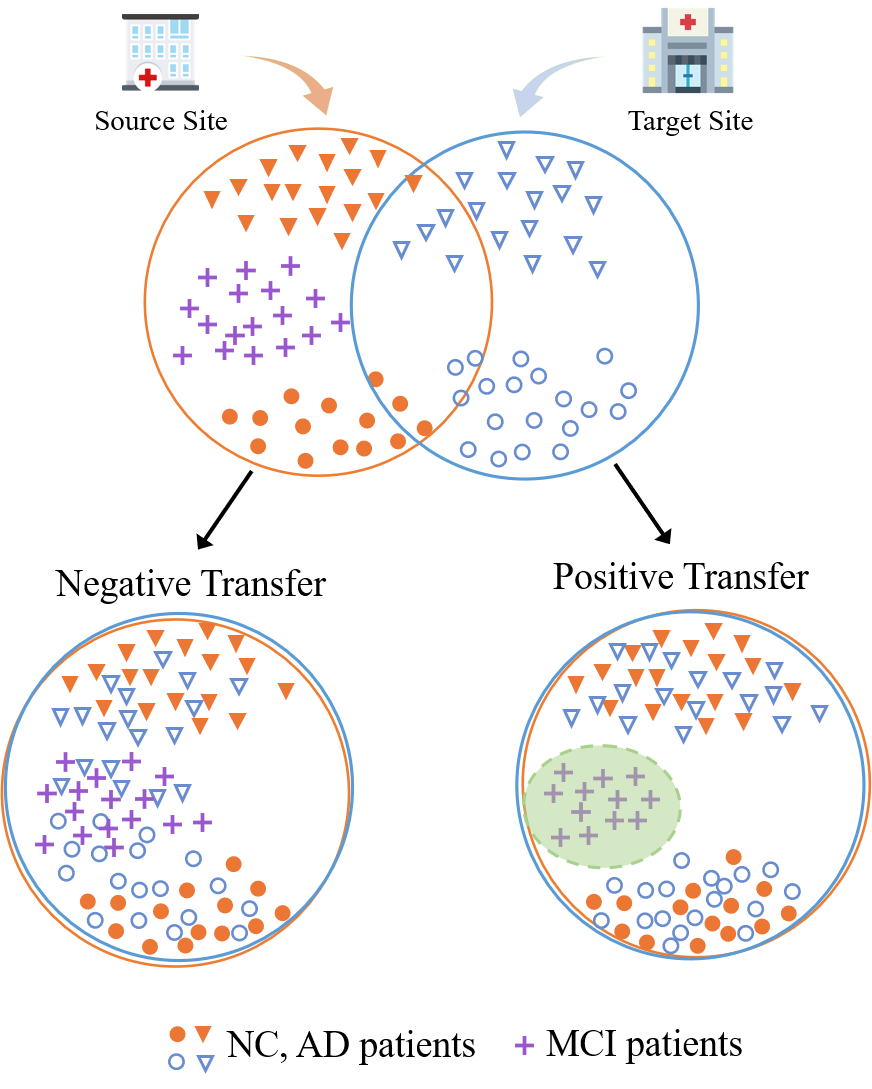 Source Site
Target Site
Negative Transfer
Positive Transfer
NC, AD patients
MCI patients